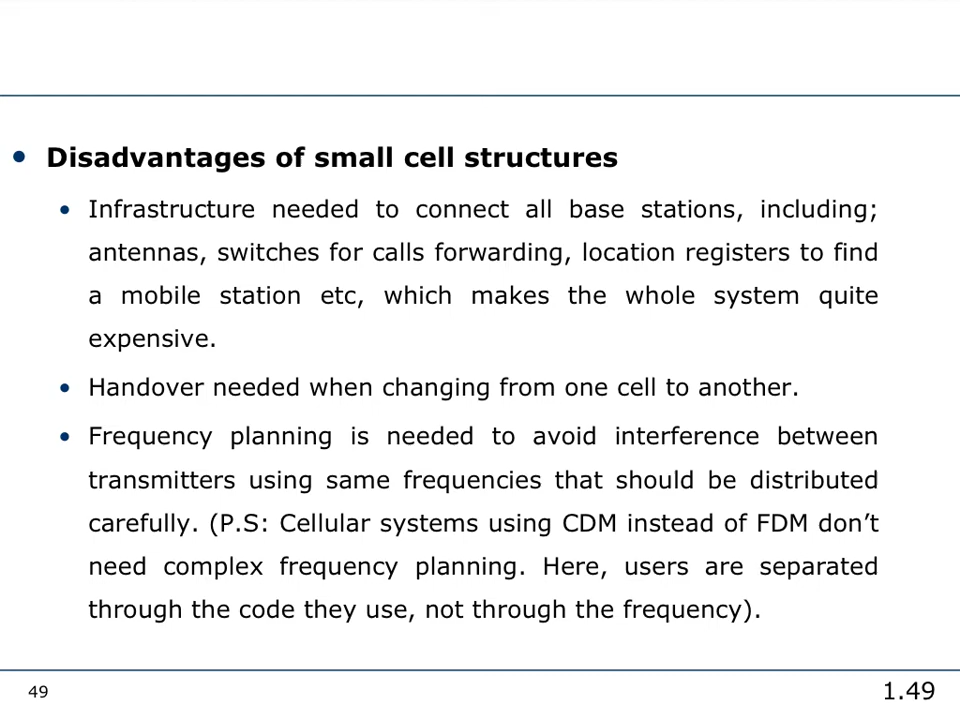 • Disadvantages of small cell structures
• Infrastructure needed to connect all base stations, including;
antennas, switches for calls forwarding, location registers to find
a mobile station etc, which makes the whole system quite
expensive.
• Handover needed when changing from one cell to another.
• Frequency planning is needed to avoid interference between
transmitters using same frequencies that should be distributed
carefully. (P.S: Cellular systems using CDM instead of FDM don’t
need complex frequency planning. Here, users are separated
through the code they use, not through the frequency).
49
1.49